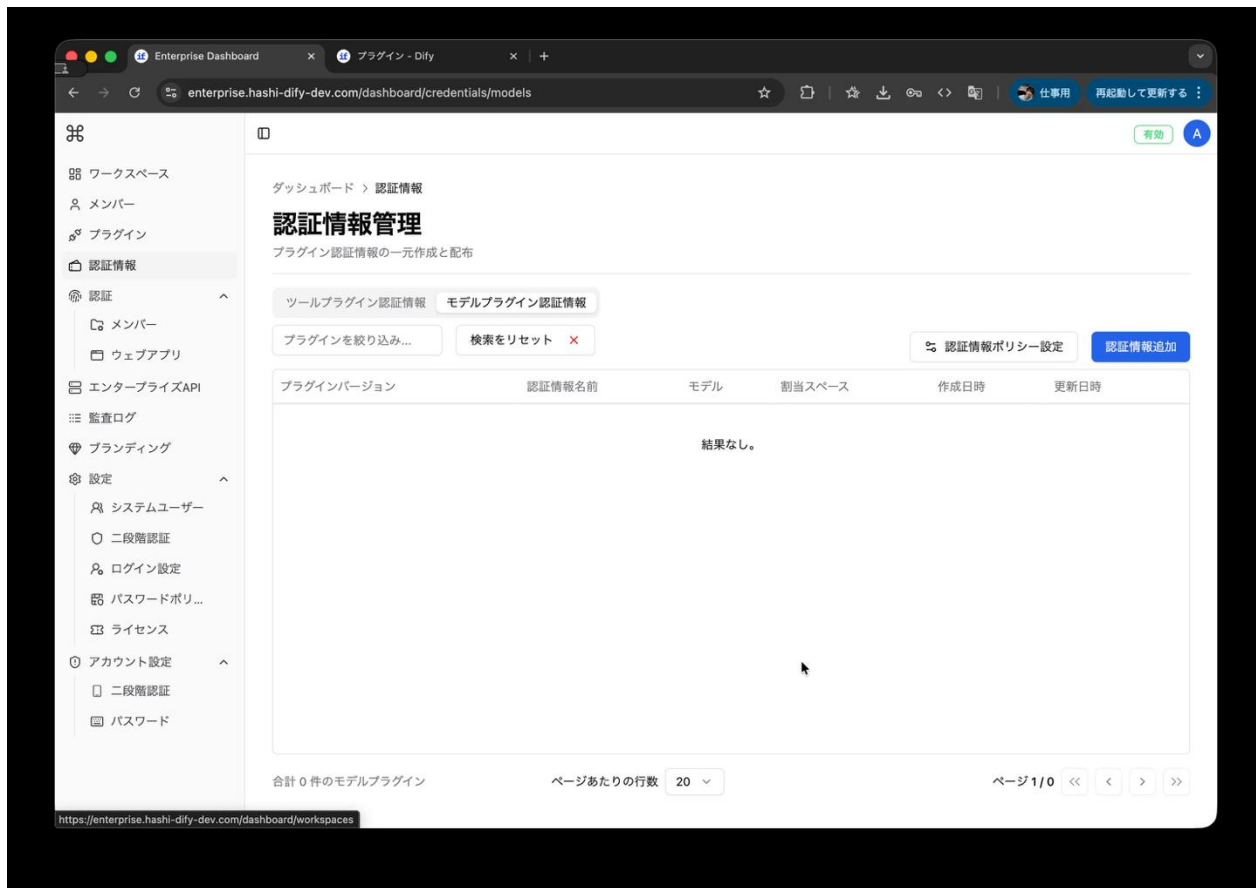 Enterprise Dashboard
プラグイン - Dify
enterprise.hashi-dify-dev.com/dashboard/credentials/models
仕事用
再起動して更新する
有効
A
ワークスペース
メンバー
プラグイン
認証情報
認証
メンバー
ウェブアプリ
エンタープライズAPI
監査ログ
ブランディング
設定
システムユーザー
二段階認証
ログイン設定
パスワードポリ...
ライセンス
アカウント設定
二段階認証
パスワード
ダッシュボード > 認証情報
認証情報管理
プラグイン認証情報の一元作成と配布
ツールプラグイン認証情報 モデルプラグイン認証情報
プラグインを絞り込み... 検索をリセット
認証情報ポリシー設定 認証情報追加
プラグインバージョン 認証情報名前 モデル 割当スペース 作成日時 更新日時
結果なし。
合計 0 件のモデルプラグイン ページあたりの行数 20 ページ 1 / 0
https://enterprise.hashi-dify-dev.com/dashboard/workspaces